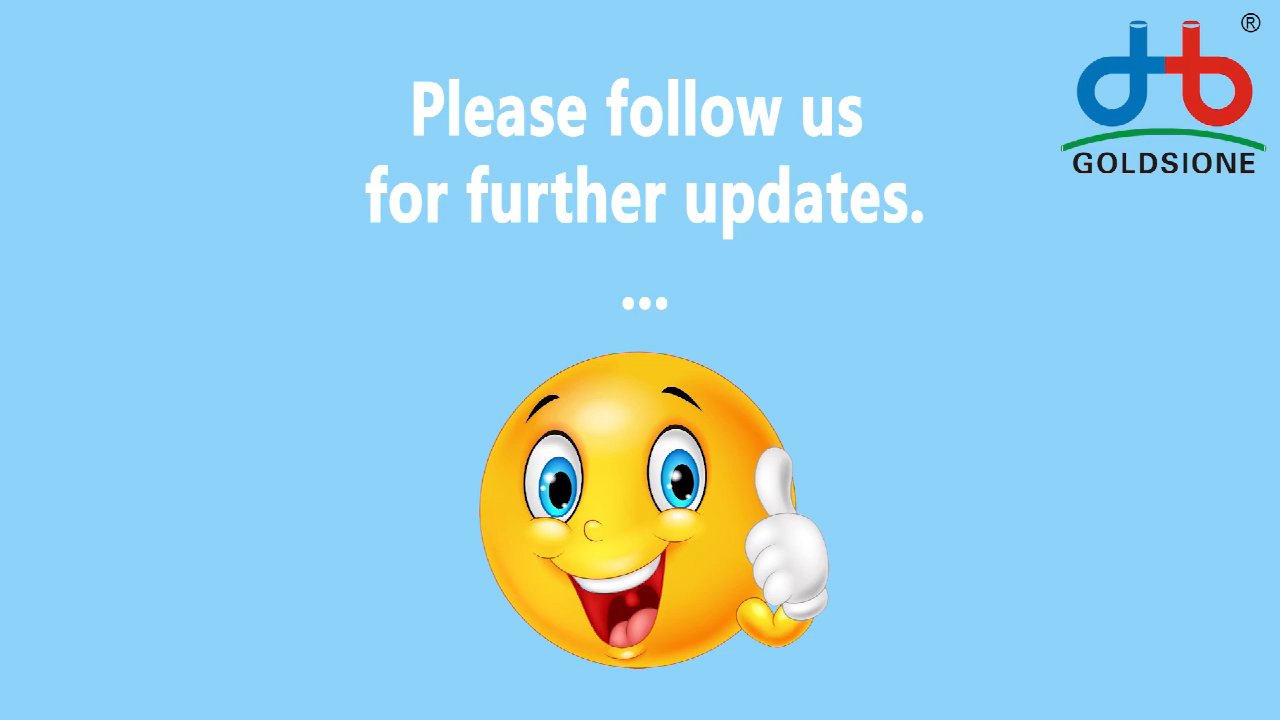 ®
Please follow us
for further updates.
...
GOLDSIONE